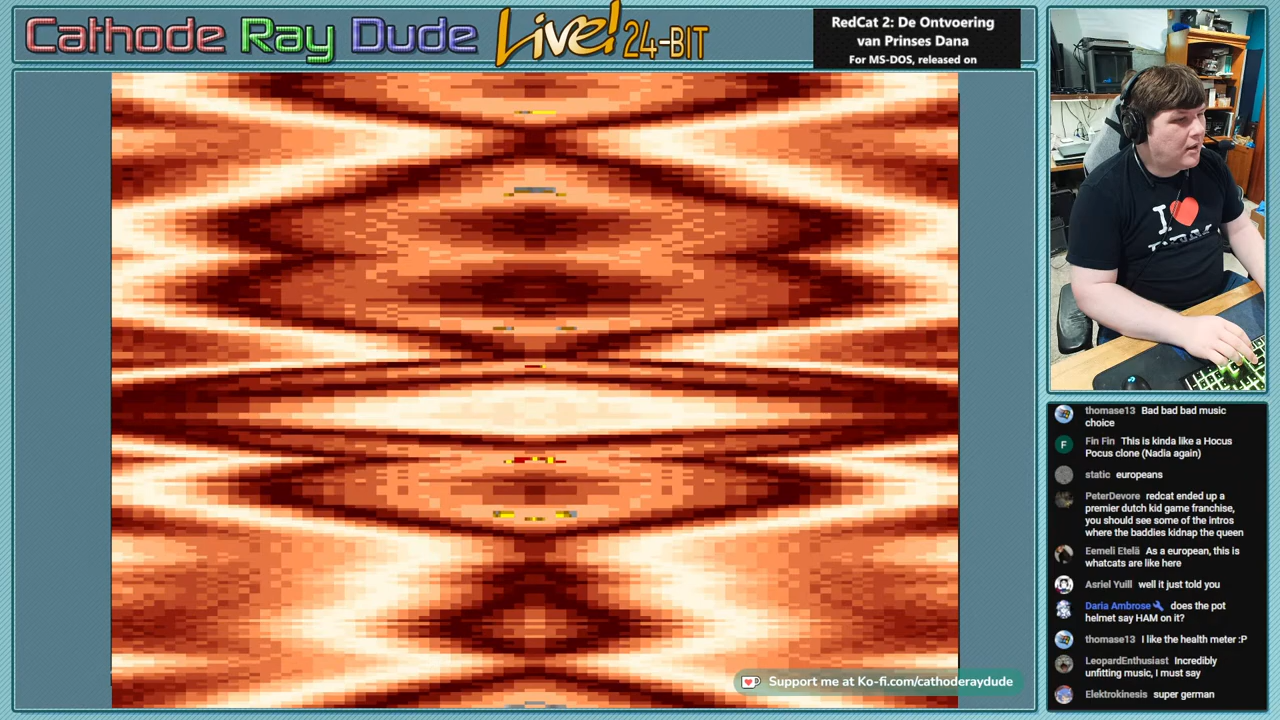 Cathode Ray Dude Live! 24-BIT
RedCat 2: De Ontvoering
van Prinses Dana
For MS-DOS, released on
I
Support me at Ko-fi.com/cathoderaydude
thomase13 Bad bad bad music
choice
Fin Fin This is kinda like a Hocus
Pocus clone (Nadia again)
static europeans
PeterDevore redcat ended up a
premier dutch kid game franchise,
you should see some of the intros
where the baddies kidnap the queen
Eemeli Etelä As a european, this is
whatcats are like here
Asriel Yuill well it just told you
Daria Ambrose does the pot
helmet say HAM on it?
thomase13 I like the health meter :P
LeopardEnthusiast Incredibly
unfitting music, I must say
Elektrokinesis super german